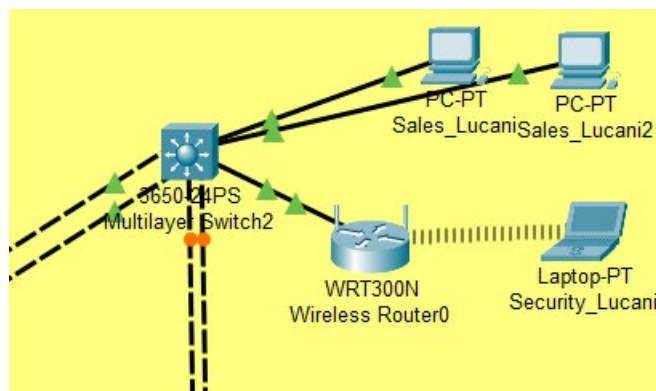 PC-PT
Sales_Lucani
PC-PT
Sales_Lucani2
3650-24PS
Multilayer Switch2
WRT300N
Wireless Router0
Laptop-PT
Security_Lucani